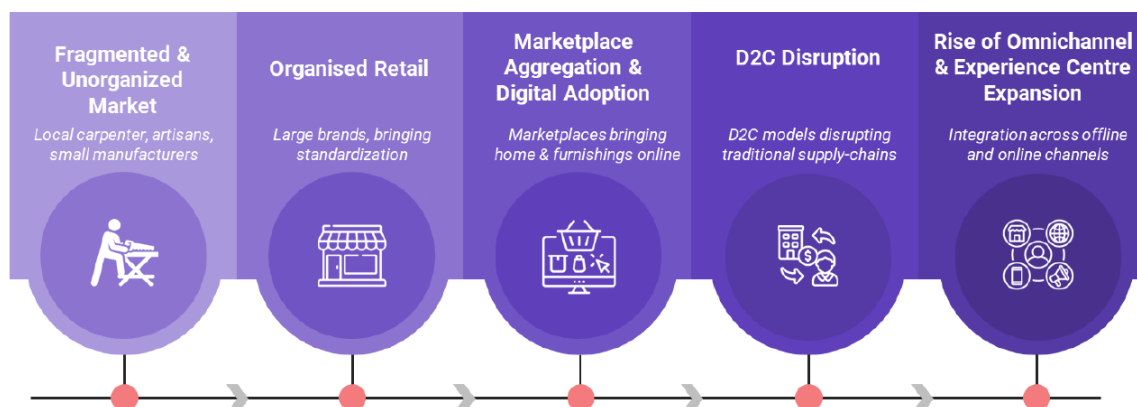 Fragmented &
Unorganized
Market
Local carpenter, artisans,
small manufacturers
Organised Retail
Large brands, bringing
standardization
Marketplace
Aggregation &
Digital Adoption
Marketplaces bringing
home & furnishings online
D2C Disruption
D2C models disrupting
traditional supply-chains
Rise of Omnichannel
& Experience Centre
Expansion
Integration across offline
and online channels
$